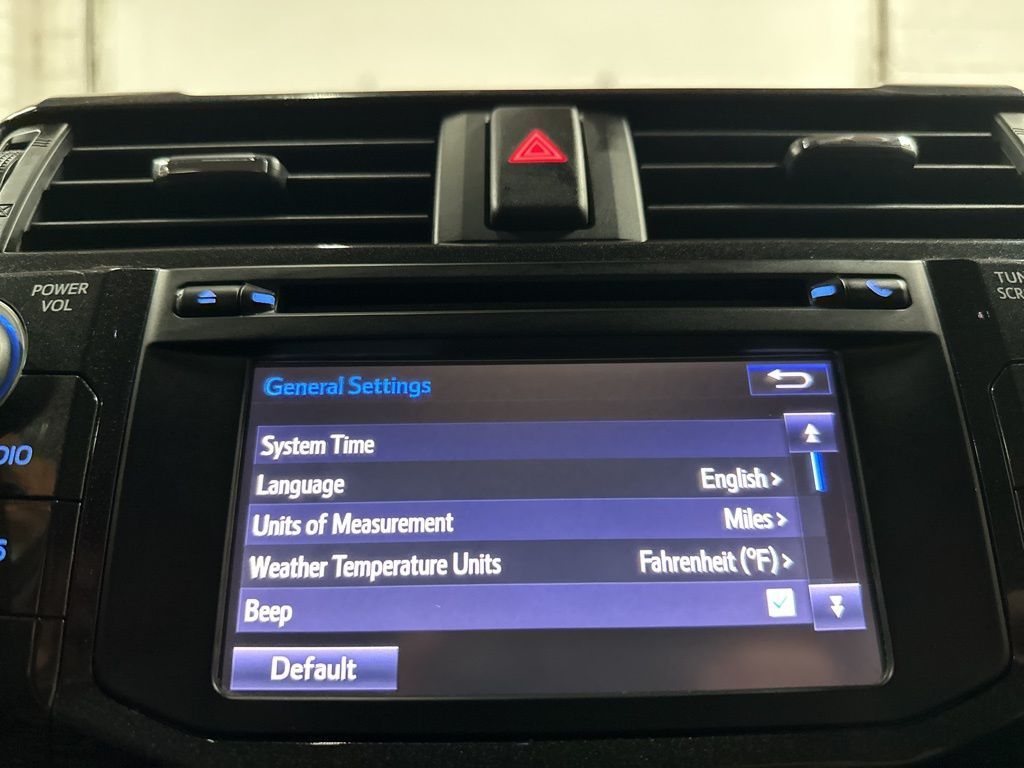 POWER
VOL
General Settings
System Time
Language English >
Units of Measurement Miles >
Weather Temperature Units Fahrenheit (°F) >
Beep
Default